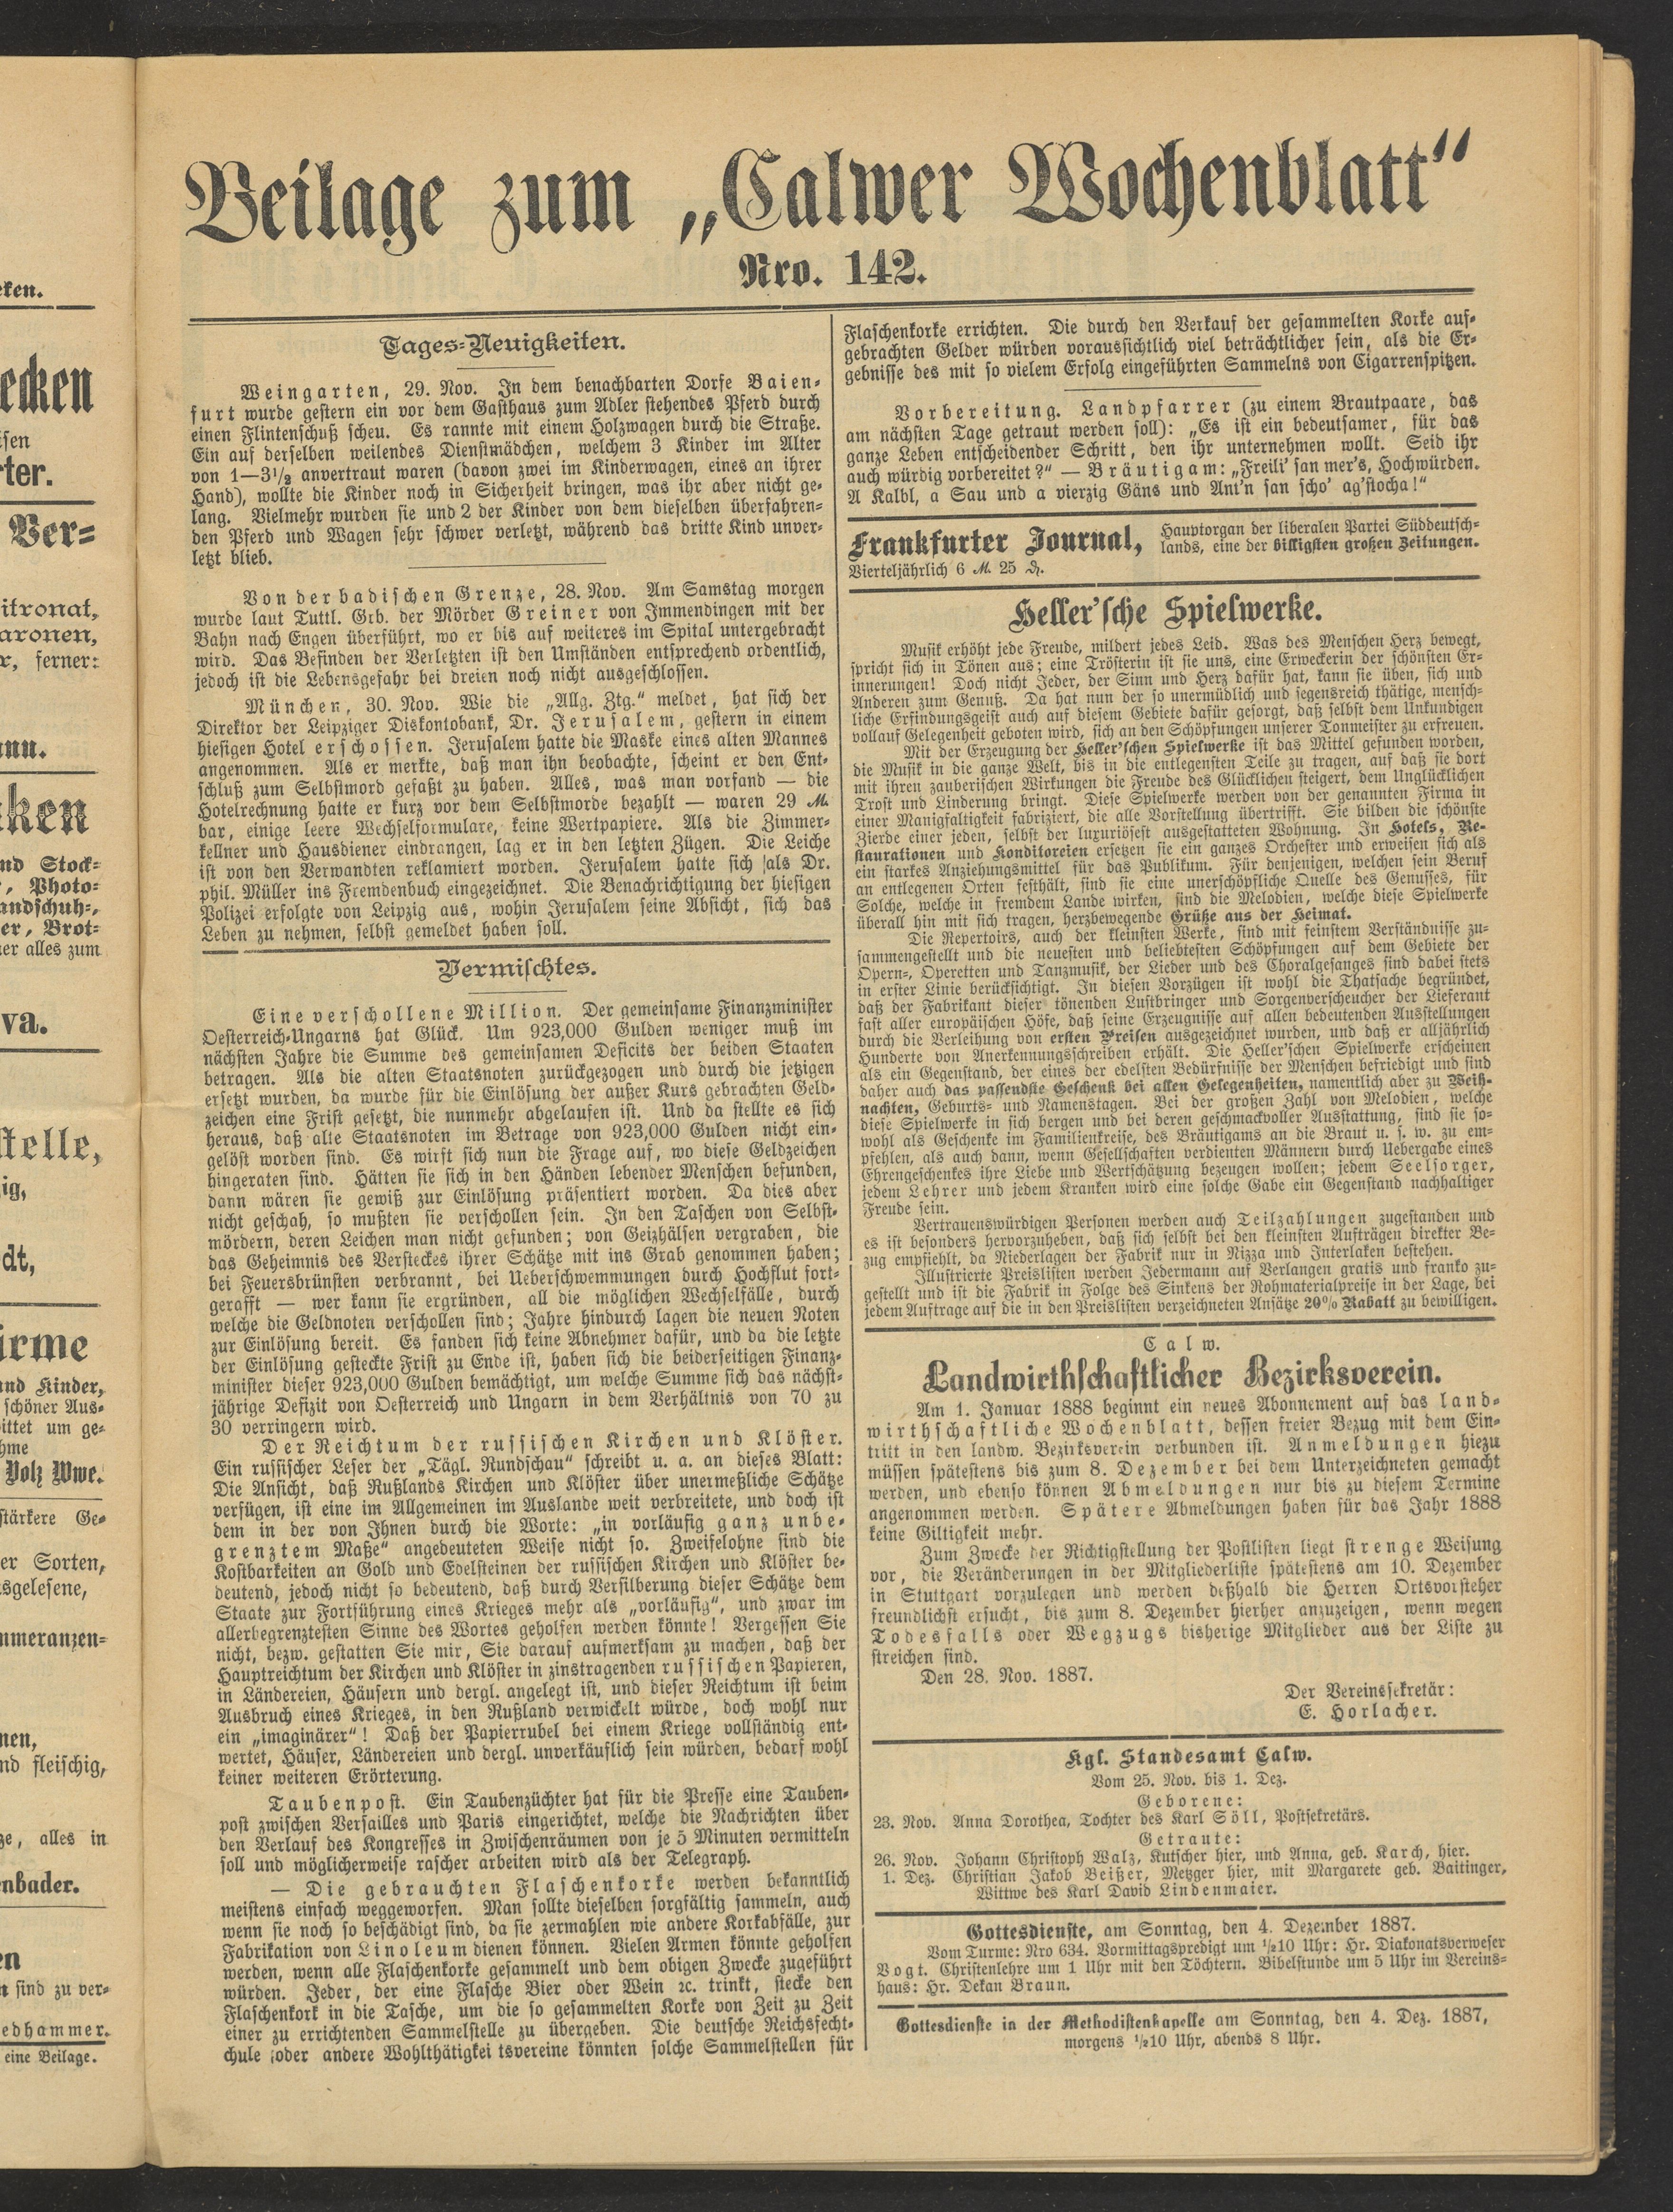 eken.
ecken
isen
rter.
Ver=
itronat,
aronen,
r, ferner:
ann.
ken
nd Stock=
, Photo=
andschuh=,
er, Brot=
er alles zum
va.
stelle,
ig,
dt,
irme
und Kinder,
schöner Aus=
ittet um ge=
hme
Volz Wwe.
stärkere Ge=
er Sorten,
sgelesene,
mmeranzen=
nen,
nd fleischig,
ge, alles in
enbader.
en
n sind zu ver=
edhammer.
eine Beilage.
Beilage zum „Calwer Wochenblatt“
Nro. 142.
Tages=Neuigkeiten.
Weingarten, 29. Nov. In dem benachbarten Dorfe Baien=
furt wurde gestern ein vor dem Gasthaus zum Adler stehendes Pferd durch
einen Flintenschuß scheu. Es rannte mit einem Holzwagen durch die Straße.
Ein auf derselben weilendes Dienstmädchen, welchem 3 Kinder im Alter
von 1—3½ anvertraut waren (davon zwei im Kinderwagen, eines an ihrer
Hand), wollte die Kinder noch in Sicherheit bringen, was ihr aber nicht ge=
lang. Vielmehr wurden sie und 2 der Kinder von dem dieselben überfahren=
den Pferd und Wagen sehr schwer verletzt, während das dritte Kind unver=
letzt blieb.
Von der badischen Grenze, 28. Nov. Am Samstag morgen
wurde laut Tuttl. Grb. der Mörder Greiner von Immendingen mit der
Bahn nach Engen überführt, wo er bis auf weiteres im Spital untergebracht
wird. Das Befinden der Verletzten ist den Umständen entsprechend ordentlich,
jedoch ist die Lebensgefahr bei dreien noch nicht ausgeschlossen.
München, 30. Nov. Wie die „Allg. Ztg.“ meldet, hat sich der
Direktor der Leipziger Diskontobank, Dr. Jerusalem, gestern in einem
hiesigen Hotel erschossen. Jerusalem hatte die Maske eines alten Mannes
angenommen. Als er merkte, daß man ihn beobachte, scheint er den Ent=
schluß zum Selbstmord gefaßt zu haben. Alles, was man vorfand — die
Hotelrechnung hatte er kurz vor dem Selbstmorde bezahlt — waren 29 M.
bar, einige leere Wechselformulare, keine Wertpapiere. Als die Zimmer=
kellner und Hausdiener eindrangen, lag er in den letzten Zügen. Die Leiche
ist von den Verwandten reklamiert worden. Jerusalem hatte sich als Dr.
phil. Müller ins Fremdenbuch eingezeichnet. Die Benachrichtigung der hiesigen
Polizei erfolgte von Leipzig aus, wohin Jerusalem seine Absicht, sich das
Leben zu nehmen, selbst gemeldet haben soll.
Vermischtes.
Eine verschollene Million. Der gemeinsame Finanzminister
Oesterreich=Ungarns hat Glück. Um 923,000 Gulden weniger muß im
nächsten Jahre die Summe des gemeinsamen Deficits der beiden Staaten
betragen. Als die alten Staatsnoten zurückgezogen und durch die jetzigen
ersetzt wurden, da wurde für die Einlösung der außer Kurs gebrachten Geld=
zeichen eine Frist gesetzt, die nunmehr abgelaufen ist. Und da stellte es sich
heraus, daß alte Staatsnoten im Betrage von 923,000 Gulden nicht ein=
gelöst worden sind. Es wirft sich nun die Frage auf, wo diese Geldzeichen
hingeraten sind. Hätten sie sich in den Händen lebender Menschen befunden,
dann wären sie gewiß zur Einlösung präsentiert worden. Da dies aber
nicht geschah, so mußten sie verschollen sein. In den Taschen von Selbst=
mördern, deren Leichen man nicht gefunden; von Geizhälsen vergraben, die
das Geheimnis des Versteckes ihrer Schätze mit ins Grab genommen haben;
bei Feuersbrünsten verbrannt, bei Ueberschwemmungen durch Hochflut fort=
gerafft — wer kann sie ergründen, all die möglichen Wechselfälle, durch
welche die Geldnoten verschollen sind; Jahre hindurch lagen die neuen Noten
zur Einlösung bereit. Es fanden sich keine Abnehmer dafür, und da die letzte
der Einlösung gesteckte Frist zu Ende ist, haben sich die beiderseitigen Finanz=
minister dieser 923,000 Gulden bemächtigt, um welche Summe sich das nächst=
jährige Defizit von Oesterreich und Ungarn in dem Verhältnis von 70 zu
30 verringern wird.
Der Reichtum der russischen Kirchen und Klöster.
Ein russischer Leser der „Tägl. Rundschau“ schreibt u. a. an dieses Blatt:
Die Ansicht, daß Rußlands Kirchen und Klöster über unermeßliche Schätze
verfügen, ist eine im Allgemeinen im Auslande weit verbreitete, und doch ist
dem in der von Ihnen durch die Worte: „in vorläufig ganz unbe=
grenztem Maße“ angedeuteten Weise nicht so. Zweifelohne sind die
Kostbarkeiten an Gold und Edelsteinen der russischen Kirchen und Klöster be=
deutend, jedoch nicht so bedeutend, daß durch Versilberung dieser Schätze dem
Staate zur Fortführung eines Krieges mehr als „vorläufig“, und zwar im
allerbegrenztesten Sinne des Wortes geholfen werden könnte! Vergessen Sie
nicht, bezw. gestatten Sie mir, Sie darauf aufmerksam zu machen, daß der
Hauptreichtum der Kirchen und Klöster in zinstragenden russischen Papieren,
in Ländereien, Häusern und dergl. angelegt ist, und dieser Reichtum ist beim
Ausbruch eines Krieges, in den Rußland verwickelt würde, doch wohl nur
ein „imaginärer“! Daß der Papierrubel bei einem Kriege vollständig ent=
wertet, Häuser, Ländereien und dergl. unverkäuflich sein würden, bedarf wohl
keiner weiteren Erörterung.
Taubenpost. Ein Taubenzüchter hat für die Presse eine Tauben=
post zwischen Versailles und Paris eingerichtet, welche die Nachrichten über
den Verlauf des Kongresses in Zwischenräumen von je 5 Minuten vermitteln
soll und möglicherweise rascher arbeiten wird als der Telegraph.
— Die gebrauchten Flaschenkorke werden bekanntlich
meistens einfach weggeworfen. Man sollte dieselben sorgfältig sammeln, auch
wenn sie noch so beschädigt sind, da sie zermahlen wie andere Korkabfälle, zur
Fabrikation von Linoleum dienen können. Vielen Armen könnte geholfen
werden, wenn alle Flaschenkorke gesammelt und dem obigen Zwecke zugeführt
würden. Jeder, der eine Flasche Bier oder Wein ꝛc. trinkt, stecke den
Flaschenkork in die Tasche, um die so gesammelten Korke von Zeit zu Zeit
einer zu errichtenden Sammelstelle zu übergeben. Die deutsche Reichsfecht=
chule oder andere Wohlthätigkei tsvereine könnten solche Sammelstellen für
Flaschenkorke errichten. Die durch den Verkauf der gesammelten Korke auf=
gebrachten Gelder würden voraussichtlich viel beträchtlicher sein, als die Er=
gebnisse des mit so vielem Erfolg eingeführten Sammelns von Cigarrenspitzen.
Vorbereitung. Landpfarrer (zu einem Brautpaare, das
am nächsten Tage getraut werden soll): „Es ist ein bedeutsamer, für das
ganze Leben entscheidender Schritt, den ihr unternehmen wollt. Seid ihr
auch würdig vorbereitet?“ — Bräutigam: „Freili' san mer's, Hochwürden.
A Kalbl, a Sau und a vierzig Gäns und Ant'n san scho' ag'stocha!“
Frankfurter Journal,
Hauptorgan der liberalen Partei Süddeutsch=
lands, eine der billigsten großen Zeitungen.
Vierteljährlich 6 M. 25 ₰.
Heller'sche Spielwerke.
Musik erhöht jede Freude, mildert jedes Leid. Was des Menschen Herz bewegt,
spricht sich in Tönen aus; eine Trösterin ist sie uns, eine Erweckerin der schönsten Er=
innerungen! Doch nicht Jeder, der Sinn und Herz dafür hat, kann sie üben, sich und
Anderen zum Genuß. Da hat nun der so unermüdlich und segensreich thätige, mensch=
liche Erfindungsgeist auch auf diesem Gebiete dafür gesorgt, daß selbst dem Unkundigen
vollauf Gelegenheit geboten wird, sich an den Schöpfungen unserer Tonmeister zu erfreuen.
Mit der Erzeugung der Heller'schen Spielwerke ist das Mittel gefunden worden,
die Musik in die ganze Welt, bis in die entlegensten Teile zu tragen, auf daß sie dort
mit ihren zauberischen Wirkungen die Freude des Glücklichen steigert, dem Unglücklichen
Trost und Linderung bringt. Diese Spielwerke werden von der genannten Firma in
einer Manigfaltigkeit fabriziert, die alle Vorstellung übertrifft. Sie bilden die schönste
Zierde einer jeden, selbst der luxuriösest ausgestatteten Wohnung. In Hotels, Re=
staurationen und Konditoreien ersetzen sie ein ganzes Orchester und erweisen sich als
ein starkes Anziehungsmittel für das Publikum. Für denjenigen, welchen sein Beruf
an entlegenen Orten festhält, sind sie eine unerschöpfliche Quelle des Genusses, für
Solche, welche in fremdem Lande wirken, sind die Melodien, welche diese Spielwerke
überall hin mit sich tragen, herzbewegende Grüße aus der Heimat.
Die Repertoirs, auch der kleinsten Werke, sind mit feinstem Verständnisse zu=
sammengestellt und die neuesten und beliebtesten Schöpfungen auf dem Gebiete der
Opern=, Operetten und Tanzmusik, der Lieder und des Choralgesanges sind dabei stets
in erster Linie berücksichtigt. In diesen Vorzügen ist wohl die Thatsache begründet,
daß der Fabrikant dieser tönenden Lustbringer und Sorgenverscheucher der Lieferant
fast aller europäischen Höfe, daß seine Erzeugnisse auf allen bedeutenden Ausstellungen
durch die Verleihung von ersten Preisen ausgezeichnet wurden, und daß er alljährlich
Hunderte von Anerkennungsschreiben erhält. Die Heller'schen Spielwerke erscheinen
als ein Gegenstand, der eines der edelsten Bedürfnisse der Menschen befriedigt und sind
daher auch das passendste Geschenk bei allen Gelegenheiten, namentlich aber zu Weih=
nachten, Geburts= und Namenstagen. Bei der großen Zahl von Melodien, welche
diese Spielwerke in sich bergen und bei deren geschmackvoller Ausstattung, sind sie so=
wohl als Geschenke im Familienkreise, des Bräutigams an die Braut u. s. w. zu em=
pfehlen, als auch dann, wenn Gesellschaften verdienten Männern durch Uebergabe eines
Ehrengeschenkes ihre Liebe und Wertschätzung bezeugen wollen; jedem Seelsorger,
jedem Lehrer und jedem Kranken wird eine solche Gabe ein Gegenstand nachhaltiger
Freude sein.
Vertrauenswürdigen Personen werden auch Teilzahlungen zugestanden und
es ist besonders hervorzuheben, daß sich selbst bei den kleinsten Aufträgen direkter Be=
zug empfiehlt, da Niederlagen der Fabrik nur in Nizza und Interlaken bestehen.
Illustrierte Preislisten werden Jedermann auf Verlangen gratis und franko zu=
gestellt und ist die Fabrik in Folge des Sinkens der Rohmaterialpreise in der Lage, bei
jedem Auftrage auf die in den Preislisten verzeichneten Ansätze 20% Rabatt zu bewilligen.
Calw.
Landwirthschaftlicher Bezirksverein.
Am 1. Januar 1888 beginnt ein neues Abonnement auf das land=
wirthschaftliche Wochenblatt, dessen freier Bezug mit dem Ein=
tritt in den landw. Bezirksverein verbunden ist. Anmeldungen hiezu
müssen spätestens bis zum 8. Dezember bei dem Unterzeichneten gemacht
werden, und ebenso können Abmeldungen nur bis zu diesem Termine
angenommen werden. Spätere Abmeldungen haben für das Jahr 1888
keine Giltigkeit mehr.
Zum Zwecke der Richtigstellung der Postlisten liegt strenge Weisung
vor, die Veränderungen in der Mitgliederliste spätestens am 10. Dezember
in Stuttgart vorzulegen und werden deßhalb die Herren Ortsvorsteher
freundlichst ersucht, bis zum 8. Dezember hierher anzuzeigen, wenn wegen
Todesfalls oder Wegzugs bisherige Mitglieder aus der Liste zu
streichen sind.
Den 28. Nov. 1887.
Der Vereinssekretär:
E. Horlacher.
Kgl. Standesamt Calw.
Vom 25. Nov. bis 1. Dez.
Geborene:
23. Nov. Anna Dorothea, Tochter des Karl Söll, Postsekretärs.
Getraute:
26. Nov. Johann Christoph Walz, Kutscher hier, und Anna, geb. Karch, hier.
1. Dez. Christian Jakob Beißer, Metzger hier, mit Margarete geb. Baitinger,
Wittwe des Karl David Lindenmaier.
Gottesdienste, am Sonntag, den 4. Dezember 1887.
Vom Turme: Nro 634. Vormittagspredigt um ½10 Uhr: Hr. Diakonatsverweser
Vogt. Christenlehre um 1 Uhr mit den Töchtern. Bibelstunde um 5 Uhr im Vereins=
haus: Hr. Dekan Braun.
Gottesdienste in der Methodistenkapelle am Sonntag, den 4. Dez. 1887,
morgens ½10 Uhr, abends 8 Uhr.